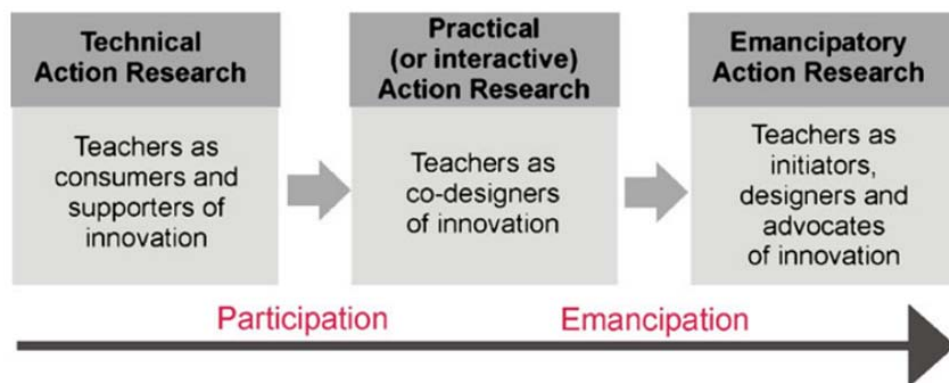 Technical
Action Research
Teachers as
consumers and
supporters of
innovation
Practical
(or interactive)
Action Research
Teachers as
co-designers
of innovation
Emancipatory
Action Research
Teachers as
initiators,
designers and
advocates
of innovation
Participation
Emancipation